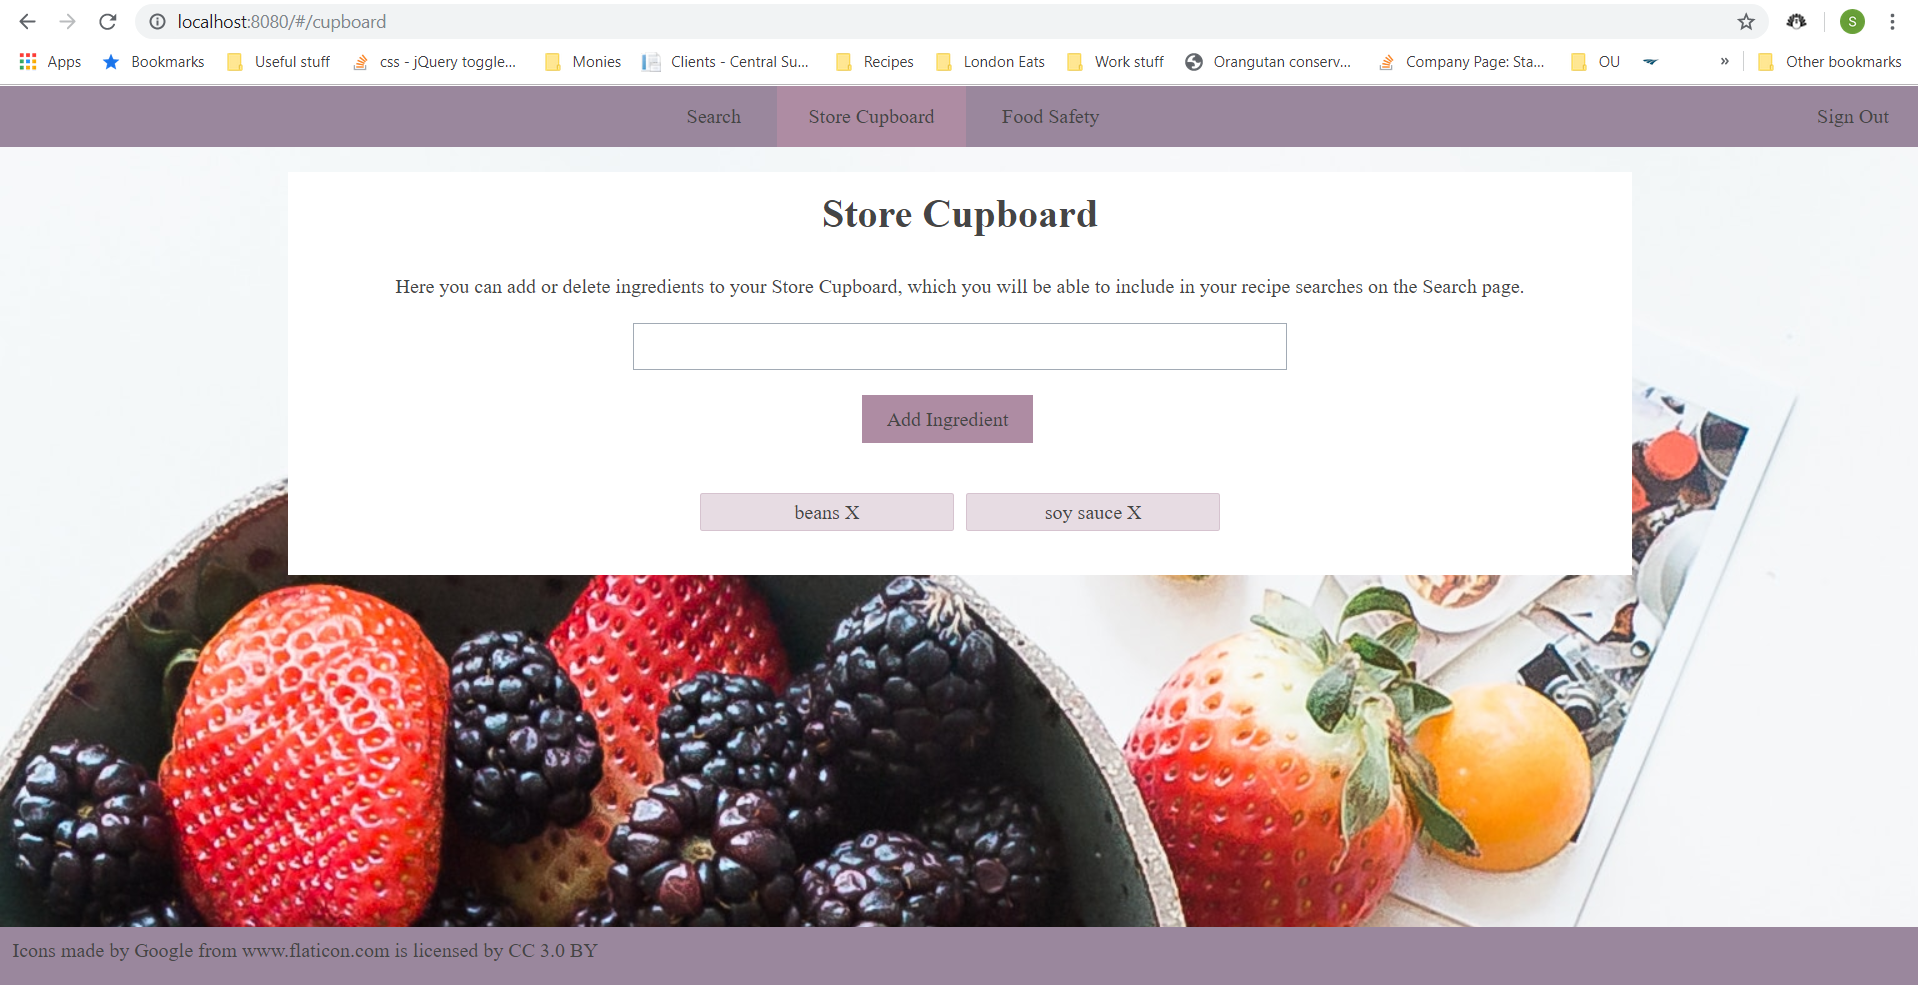 localhost:8080/#/cupboard
S
Apps Bookmarks Useful stuff css - jQuery toggle... Monies Clients - Central Su... Recipes London Eats Work stuff Orangutan conserv... Company Page: Sta... OU » Other bookmarks
Search Store Cupboard Food Safety Sign Out
Store Cupboard
Here you can add or delete ingredients to your Store Cupboard, which you will be able to include in your recipe searches on the Search page.
Add Ingredient
beans X soy sauce X
Icons made by Google from www.flaticon.com is licensed by CC 3.0 BY